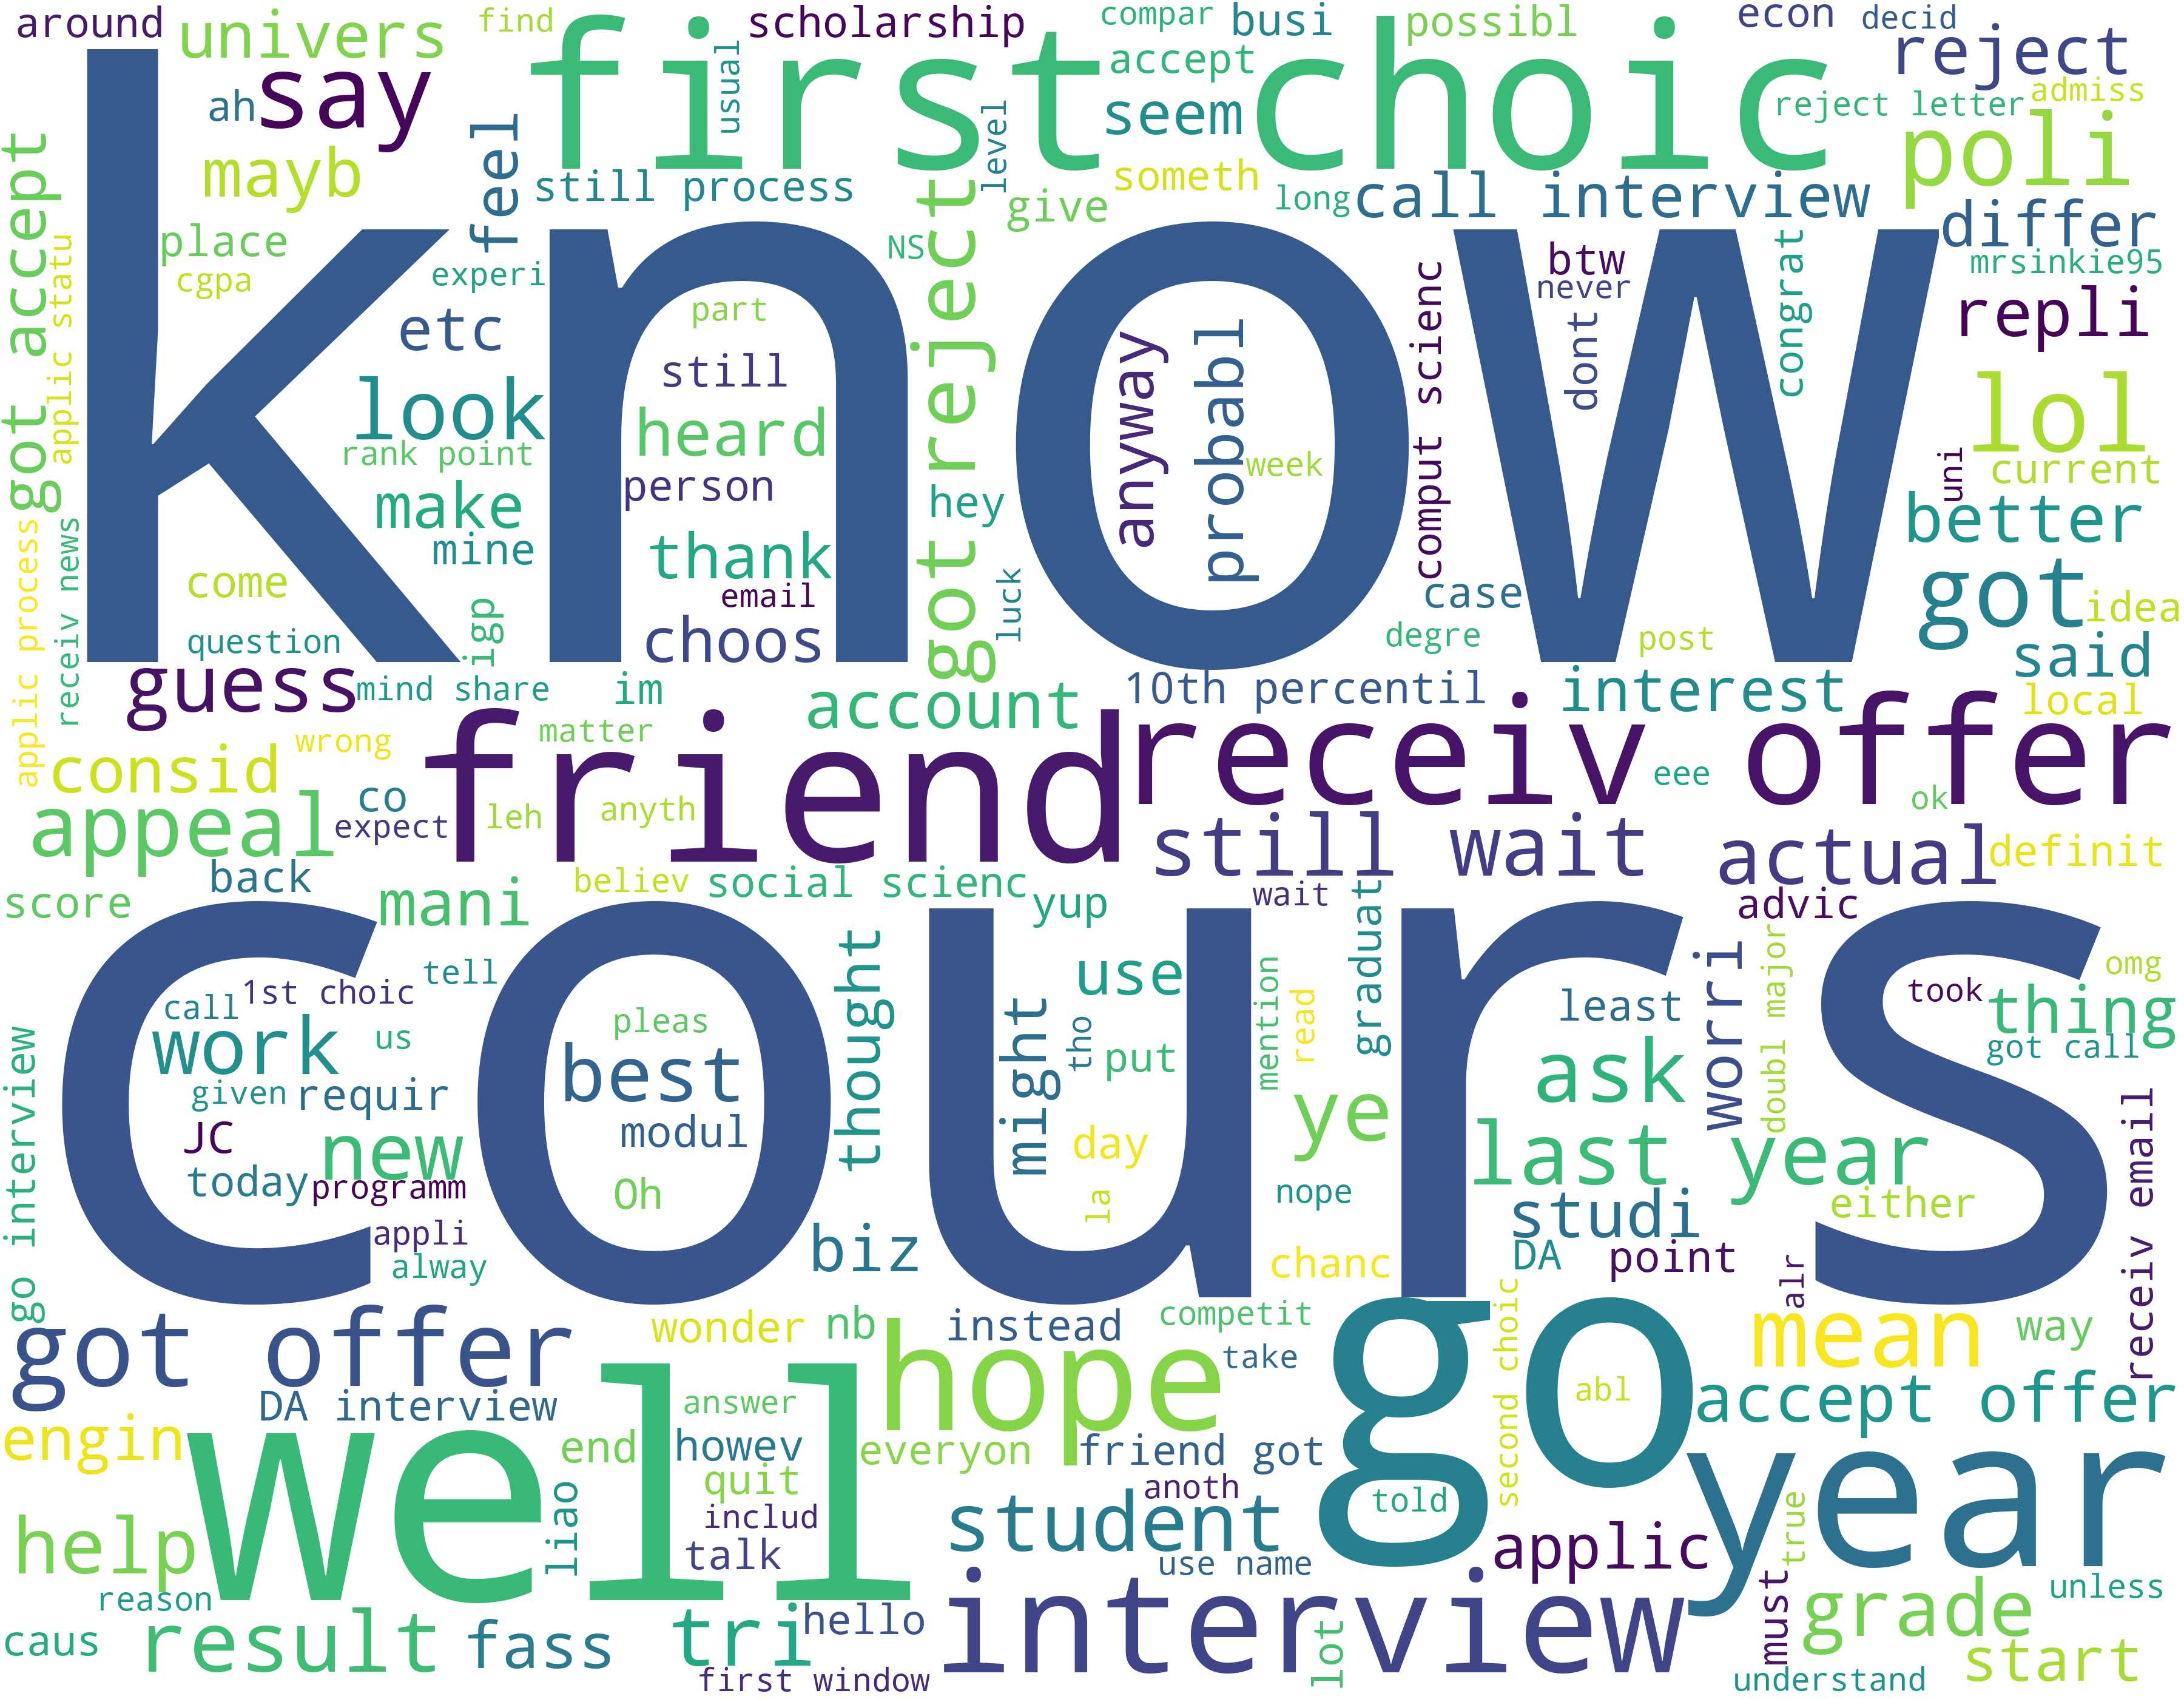 around
univers
find
scholarship
compar
busi
possibl
econ
decid
say
ah
first
usual
choic
accept
reject
seem
reject letter
admiss
mayb
feel
still process
level
someth
give
long
call interview
poli
differ
got accept
applic statu
place
cgpa
experi
NS
know
btw
never
congrat
mrsinkie95
repli
etc
part
still
look
rank point
heard
got reject
anyway
probabl
week
comput scienc
dont
lol
current
uni
make
mine
person
hey
thank
email
luck
better
got
idea
case
degre
post
said
local
applic process
receiv news
come
question
igp
choos
guess
mind share
im
account
10th percentil
interest
matter
wrong
consid
friend
receiv offer
eee
ok
appeal
co
expect
leh
anyth
still wait
actual
definit
back
score
mani
believ
social scienc
yup
wait
graduat
advic
cours
call
1st choic
tell
work
us
given
requir
JC
new
today
programm
appli
alway
pleas
best
modul
Oh
thought
might
tho
use
put
day
la
mention
read
ye
nope
chanc
least
ask
worri
doubl major
last year
studi
DA
point
either
took
omg
thing
got call
go interview
receiv email
biz
alr
got offer
wonder
nb
instead
competit
take
hope
go
second choic
abl
mean
way
accept offer
DA interview
engin
well
answer
end
howev
everyon
friend got
quit
liao
includ
talk
anoth
student
told
year
help
use name
applic
true
must
unless
reason
caus
result
fass
tri
hello
interview
lot
grade
start
first window
understand